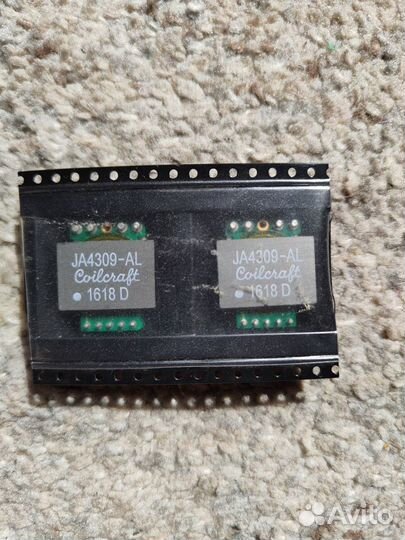 JA4309-AL
Coilcraft
1618 D
JA4309-AL
Coilcraft
1618 D
Avito